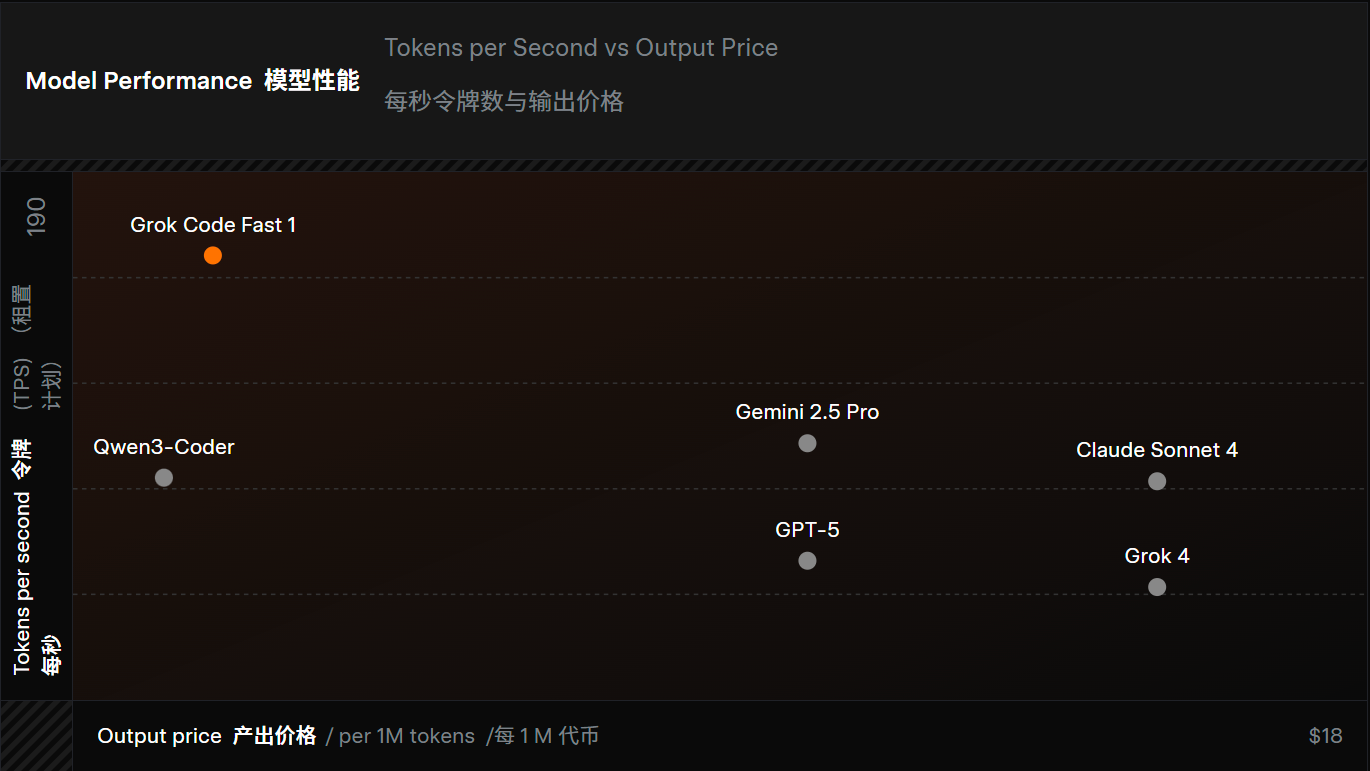 Model Performance 模型性能
Tokens per Second vs Output Price
每秒令牌数与输出价格
190
Tokens per second 令牌 (TPS) （租置
每秒 计划）
Grok Code Fast 1
Gemini 2.5 Pro
Qwen3-Coder
Claude Sonnet 4
GPT-5
Grok 4
Output price 产出价格 / per 1M tokens /每 1 M 代币
$18